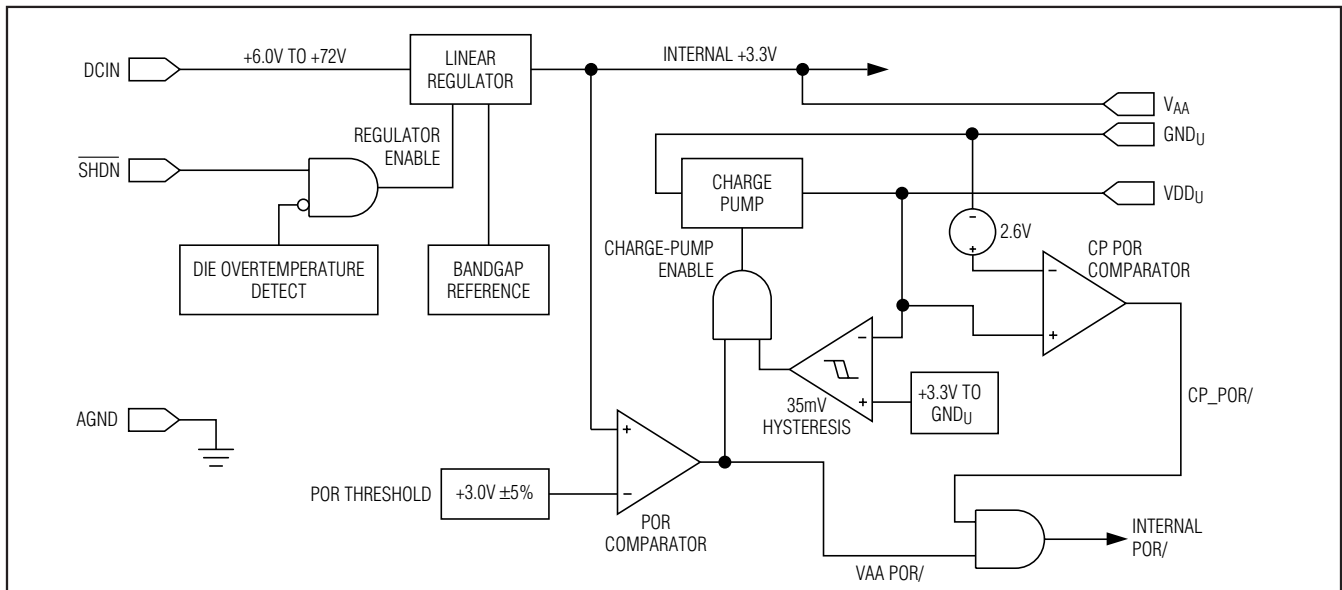 DCIN
+6.0V TO +72V
LINEAR
REGULATOR
INTERNAL +3.3V
VAA
GNDU
VDDU
REGULATOR
ENABLE
SHDN
CHARGE
PUMP
2.6V
CHARGE-PUMP
ENABLE
CP POR
COMPARATOR
DIE OVERTEMPERATURE
DETECT
BANDGAP
REFERENCE
−
+
−
+
−
+
35mV
HYSTERESIS
+3.3V TO
GNDU
CP_POR/
AGND
+
−
POR THRESHOLD
+3.0V ±5%
POR
COMPARATOR
VAA POR/
INTERNAL
POR/